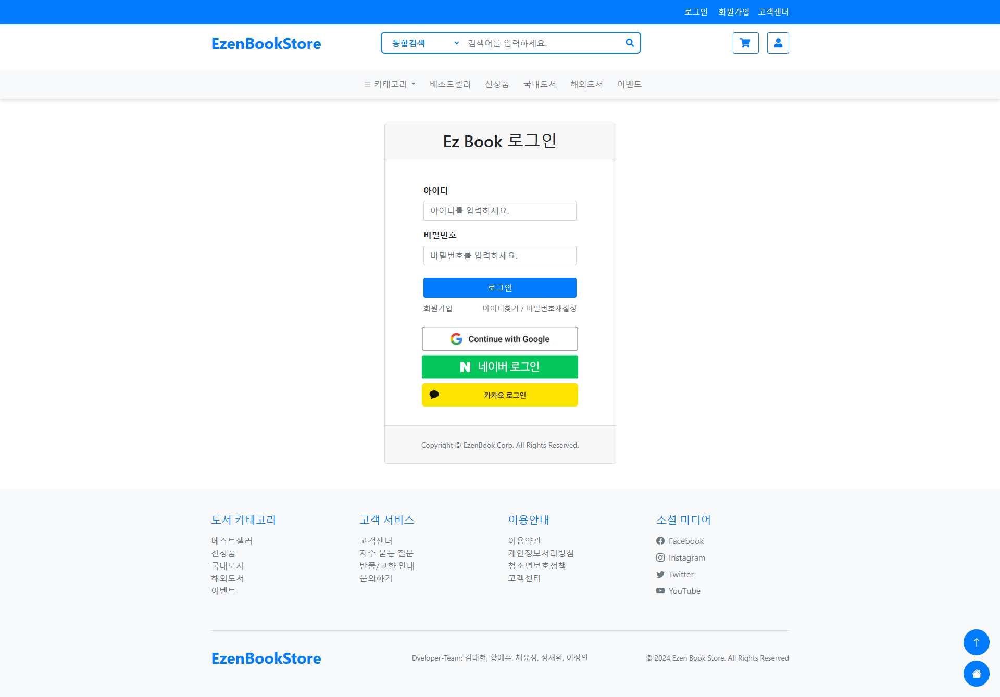 로그인 회원가입 고객센터
EzenBookStore 통합검색 검색어를 입력하세요.
카테고리 베스트셀러 신상품 국내도서 해외도서 이벤트
Ez Book 로그인
아이디
아이디를 입력하세요.
비밀번호
비밀번호를 입력하세요.
로그인
회원가입 아이디찾기 / 비밀번호재설정
Continue with Google
네이버 로그인
카카오 로그인
Copyright © EzenBook Corp. All Rights Reserved.
도서 카테고리
베스트셀러
신상품
국내도서
해외도서
이벤트
고객 서비스
고객센터
자주 묻는 질문
반품/교환 안내
문의하기
이용안내
이용약관
개인정보처리방침
청소년보호정책
고객센터
소셜 미디어
Facebook
Instagram
Twitter
YouTube
EzenBookStore Dveloper-Team: 김태현, 황예주, 채윤성, 정재환, 이정인 © 2024 Ezen Book Store. All Rights Reserved